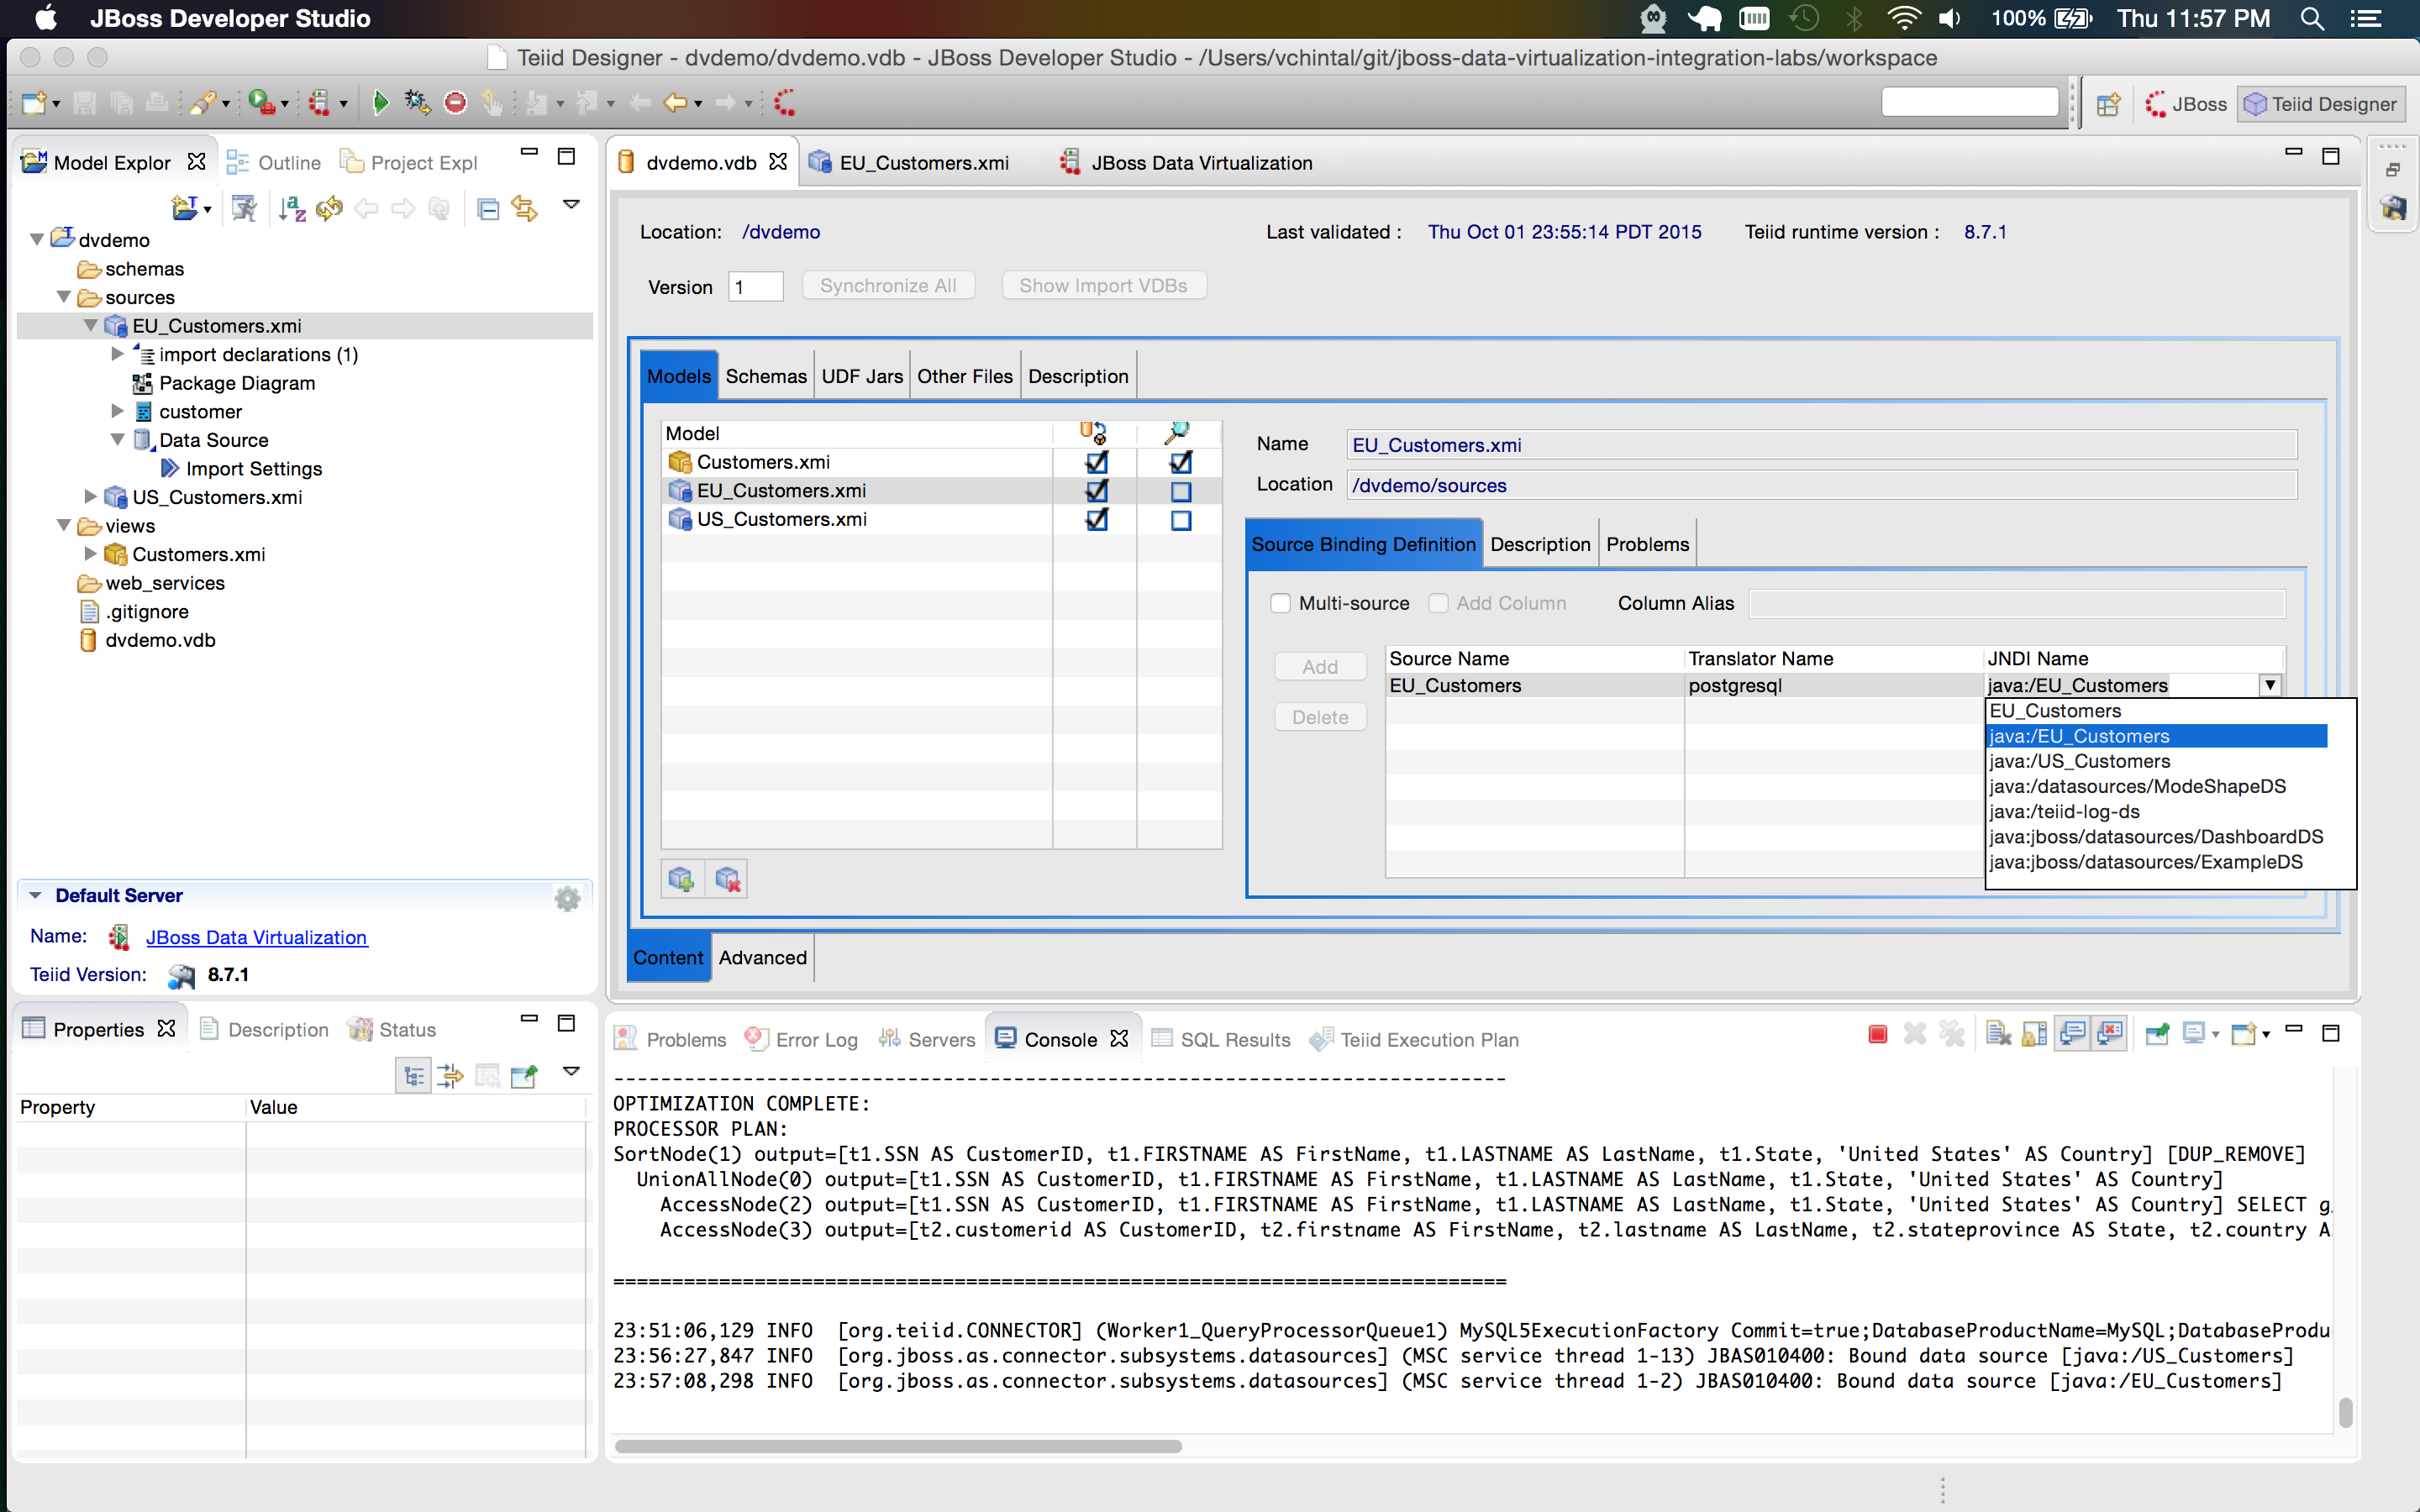 JBoss Developer Studio
100%
Thu 11:57 PM
Teiid Designer - dvdemo/dvdemo.vdb - JBoss Developer Studio - /Users/vchintal/git/jboss-data-virtualization-integration-labs/workspace
JBoss
Teiid Designer
Model Explor
Outline
Project Expl
dvdemo
schemas
sources
EU_Customers.xmi
import declarations (1)
Package Diagram
customer
Data Source
Import Settings
US_Customers.xmi
views
Customers.xmi
web_services
.gitignore
dvdemo.vdb
Default Server
Name: JBoss Data Virtualization
Teiid Version: 8.7.1
Properties
Description
Status
Property
Value
dvdemo.vdb
EU_Customers.xmi
JBoss Data Virtualization
Location: /dvdemo
Last validated : Thu Oct 01 23:55:14 PDT 2015
Teiid runtime version : 8.7.1
Version 1
Synchronize All
Show Import VDBs
Models
Schemas
UDF Jars
Other Files
Description
Model
Customers.xmi
EU_Customers.xmi
US_Customers.xmi
Name EU_Customers.xmi
Location /dvdemo/sources
Source Binding Definition
Description
Problems
Multi-source
Add Column
Column Alias
Add
Delete
Source Name
Translator Name
JNDI Name
EU_Customers
postgresql
java:/EU_Customers
EU_Customers
java:/EU_Customers
java:/US_Customers
java:/datasources/ModeShapeDS
java:/teiid-log-ds
java:jboss/datasources/DashboardDS
java:jboss/datasources/ExampleDS
Content
Advanced
Problems
Error Log
Servers
Console
SQL Results
Teiid Execution Plan
----------------------------------------------------------------------------
OPTIMIZATION COMPLETE:
PROCESSOR PLAN:
SortNode(1) output=[t1.SSN AS CustomerID, t1.FIRSTNAME AS FirstName, t1.LASTNAME AS LastName, t1.State, 'United States' AS Country] [DUP_REMOVE]
UnionAllNode(0) output=[t1.SSN AS CustomerID, t1.FIRSTNAME AS FirstName, t1.LASTNAME AS LastName, t1.State, 'United States' AS Country]
AccessNode(2) output=[t1.SSN AS CustomerID, t1.FIRSTNAME AS FirstName, t1.LASTNAME AS LastName, t1.State, 'United States' AS Country] SELECT g_
AccessNode(3) output=[t2.customerid AS CustomerID, t2.firstname AS FirstName, t2.lastname AS LastName, t2.stateprovince AS State, t2.country A
============================================================================
23:51:06,129 INFO [org.teiid.CONNECTOR] (Worker1_QueryProcessorQueue1) MySQL5ExecutionFactory Commit=true;DatabaseProductName=MySQL;DatabaseProdu
23:56:27,847 INFO [org.jboss.as.connector.subsystems.datasources] (MSC service thread 1-13) JBAS010400: Bound data source [java:/US_Customers]
23:57:08,298 INFO [org.jboss.as.connector.subsystems.datasources] (MSC service thread 1-2) JBAS010400: Bound data source [java:/EU_Customers]